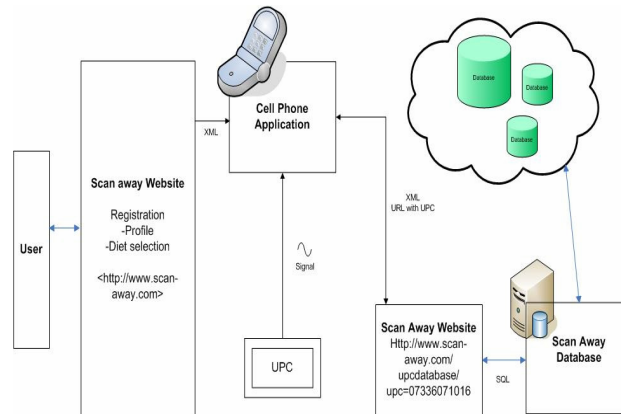 User
Scan away Website
Registration
-Profile
-Diet selection
<http://www.scan-
away.com>
XML
Cell Phone
Application
Signal
UPC
XML
URL with UPC
Scan Away Website
Http://www.scan-
away.com/
upcdatabase/
upc=07336071016
SQL
Scan Away
Database
Database
Database
Database